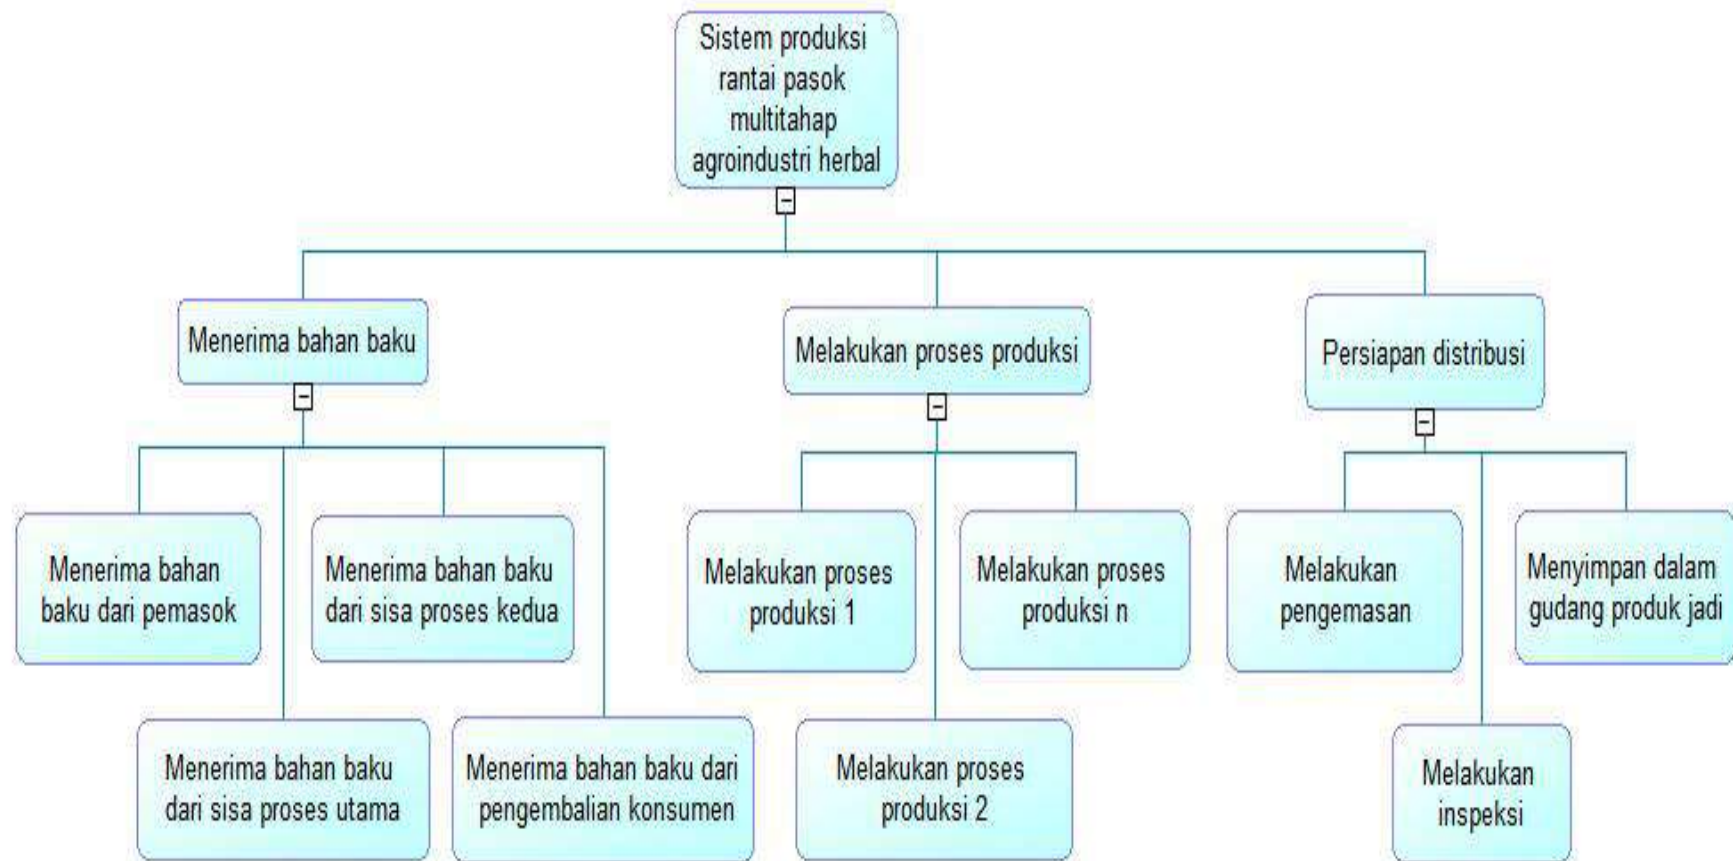 Sistem produksi
rantai pasok
multitahap
agroindustri herbal
Menerima bahan baku
Melakukan proses produksi
Persiapan distribusi
Menerima bahan
baku dari pemasok
Menerima bahan baku
dari sisa proses kedua
Melakukan proses
produksi 1
Melakukan proses
produksi n
Melakukan
pengemasan
Menyimpan dalam
gudang produk jadi
Menerima bahan baku
dari sisa proses utama
Menerima bahan baku dari
pengembalian konsumen
Melakukan proses
produksi 2
Melakukan
inspeksi